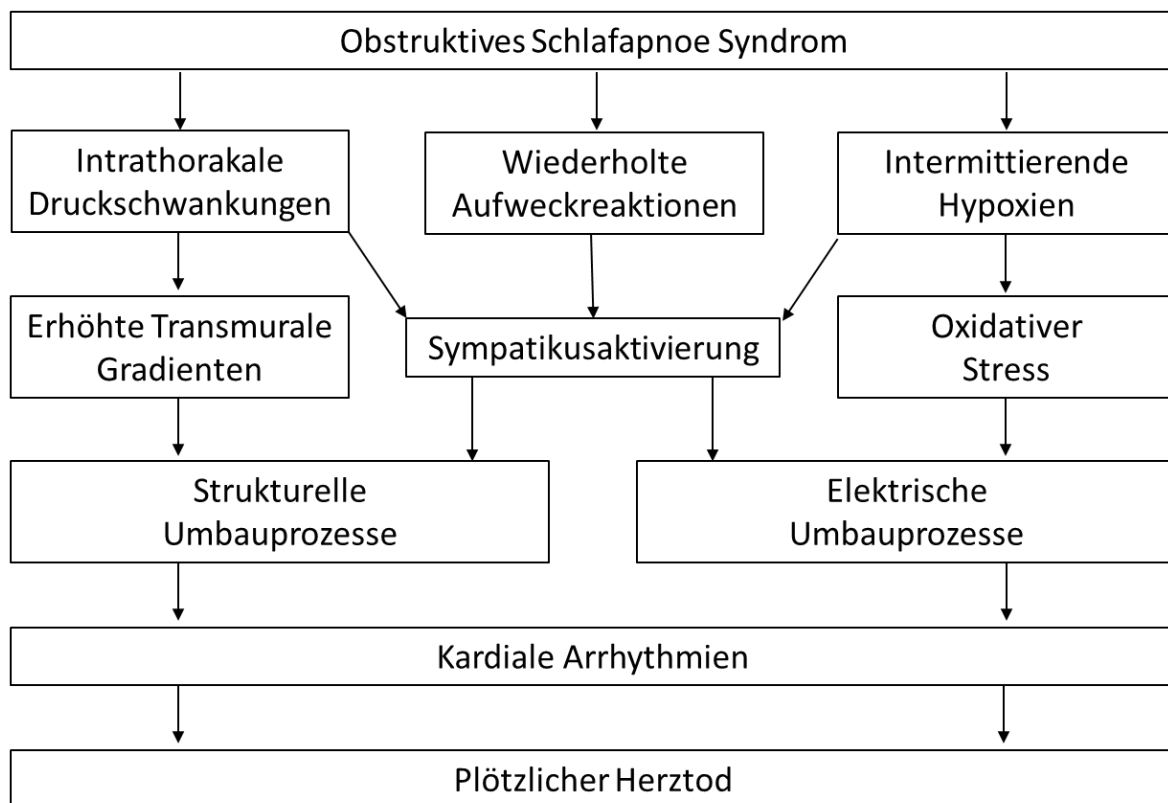 Obstruktives Schlafapnoe Syndrom
Intrathorakale
Druckschwankungen
Wiederholte
Aufweckreaktionen
Intermittierende
Hypoxien
Erhöhte Transmurale
Gradienten
Sympatikusaktivierung
Oxidativer
Stress
Strukturelle
Umbauprozesse
Elektrische
Umbauprozesse
Kardiale Arrhythmien
Plötzlicher Herztod